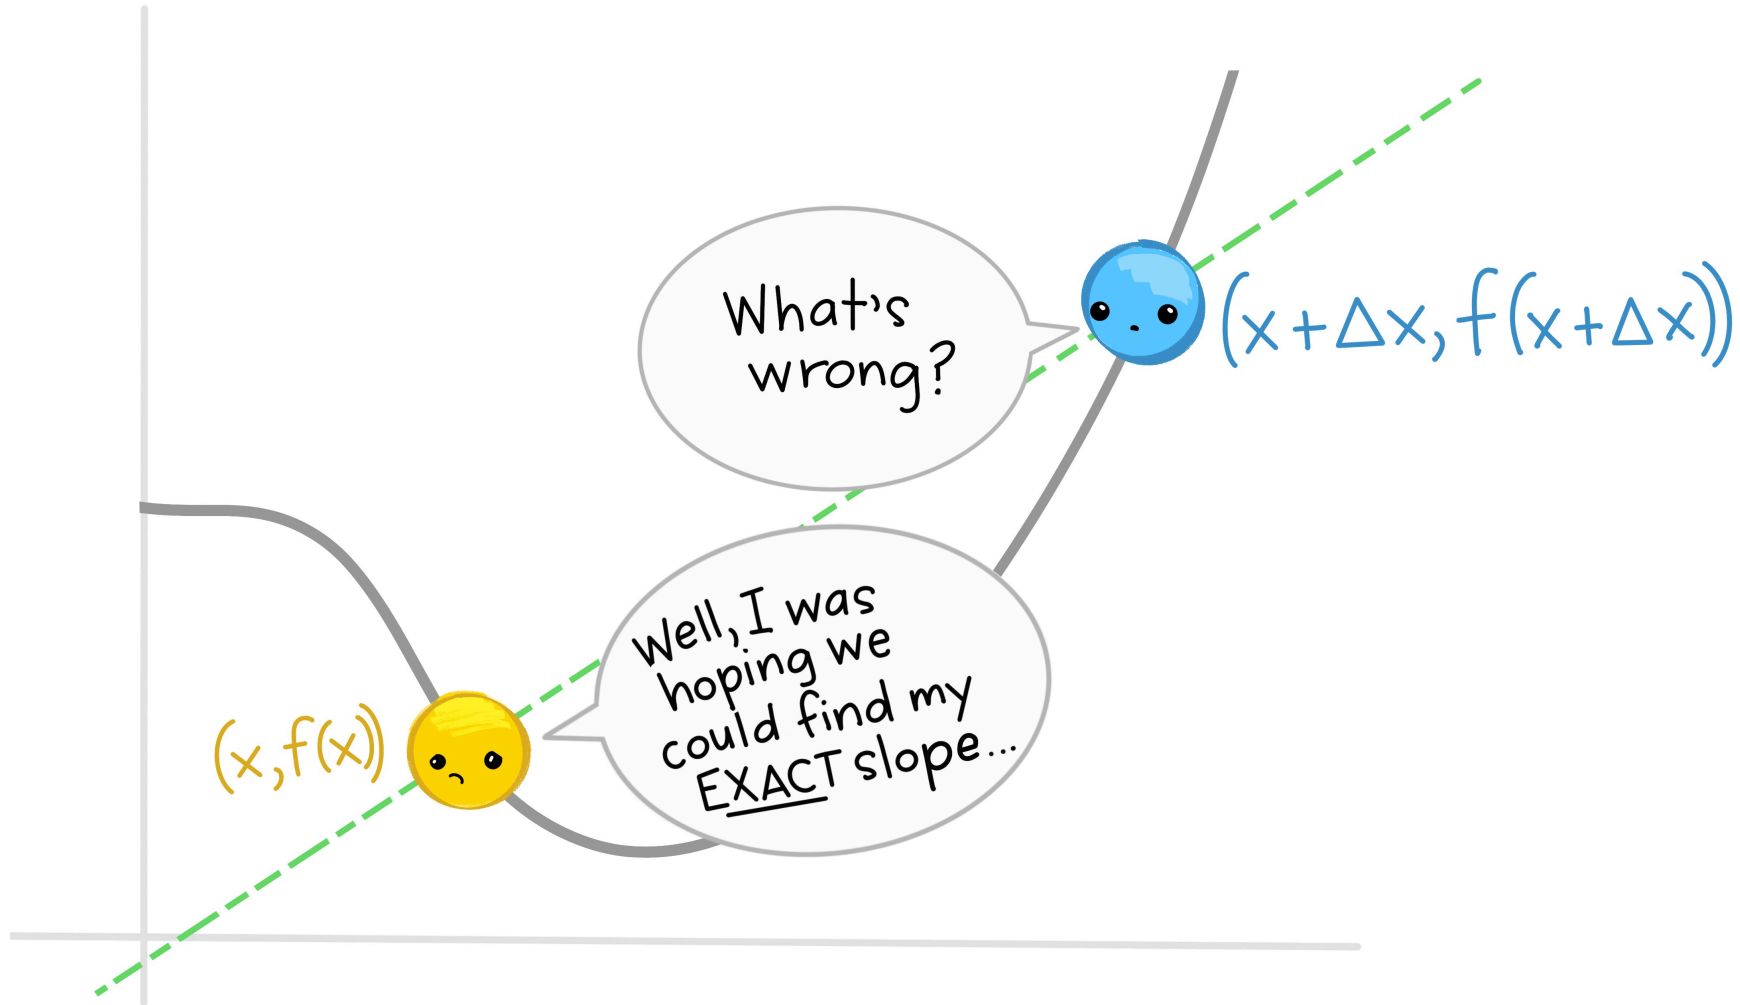 What's
wrong?
(x+Δx, f(x+Δx))
Well, I was
hoping we
could find my
EXACT slope...
(x, f(x))